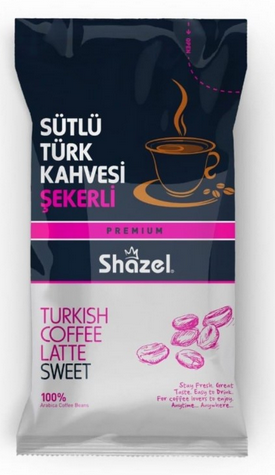 OPEN
SÜTLÜ
TÜRK
KAHVESİ
ŞEKERLİ
PREMIUM
Shazel®
TURKISH
COFFEE
LATTE
SWEET
100%
Arabica Coffee Beans
Stay Fresh. Great
Taste. Easy to Drink.
For coffee lovers to enjoy
Anytime... Anywhere...